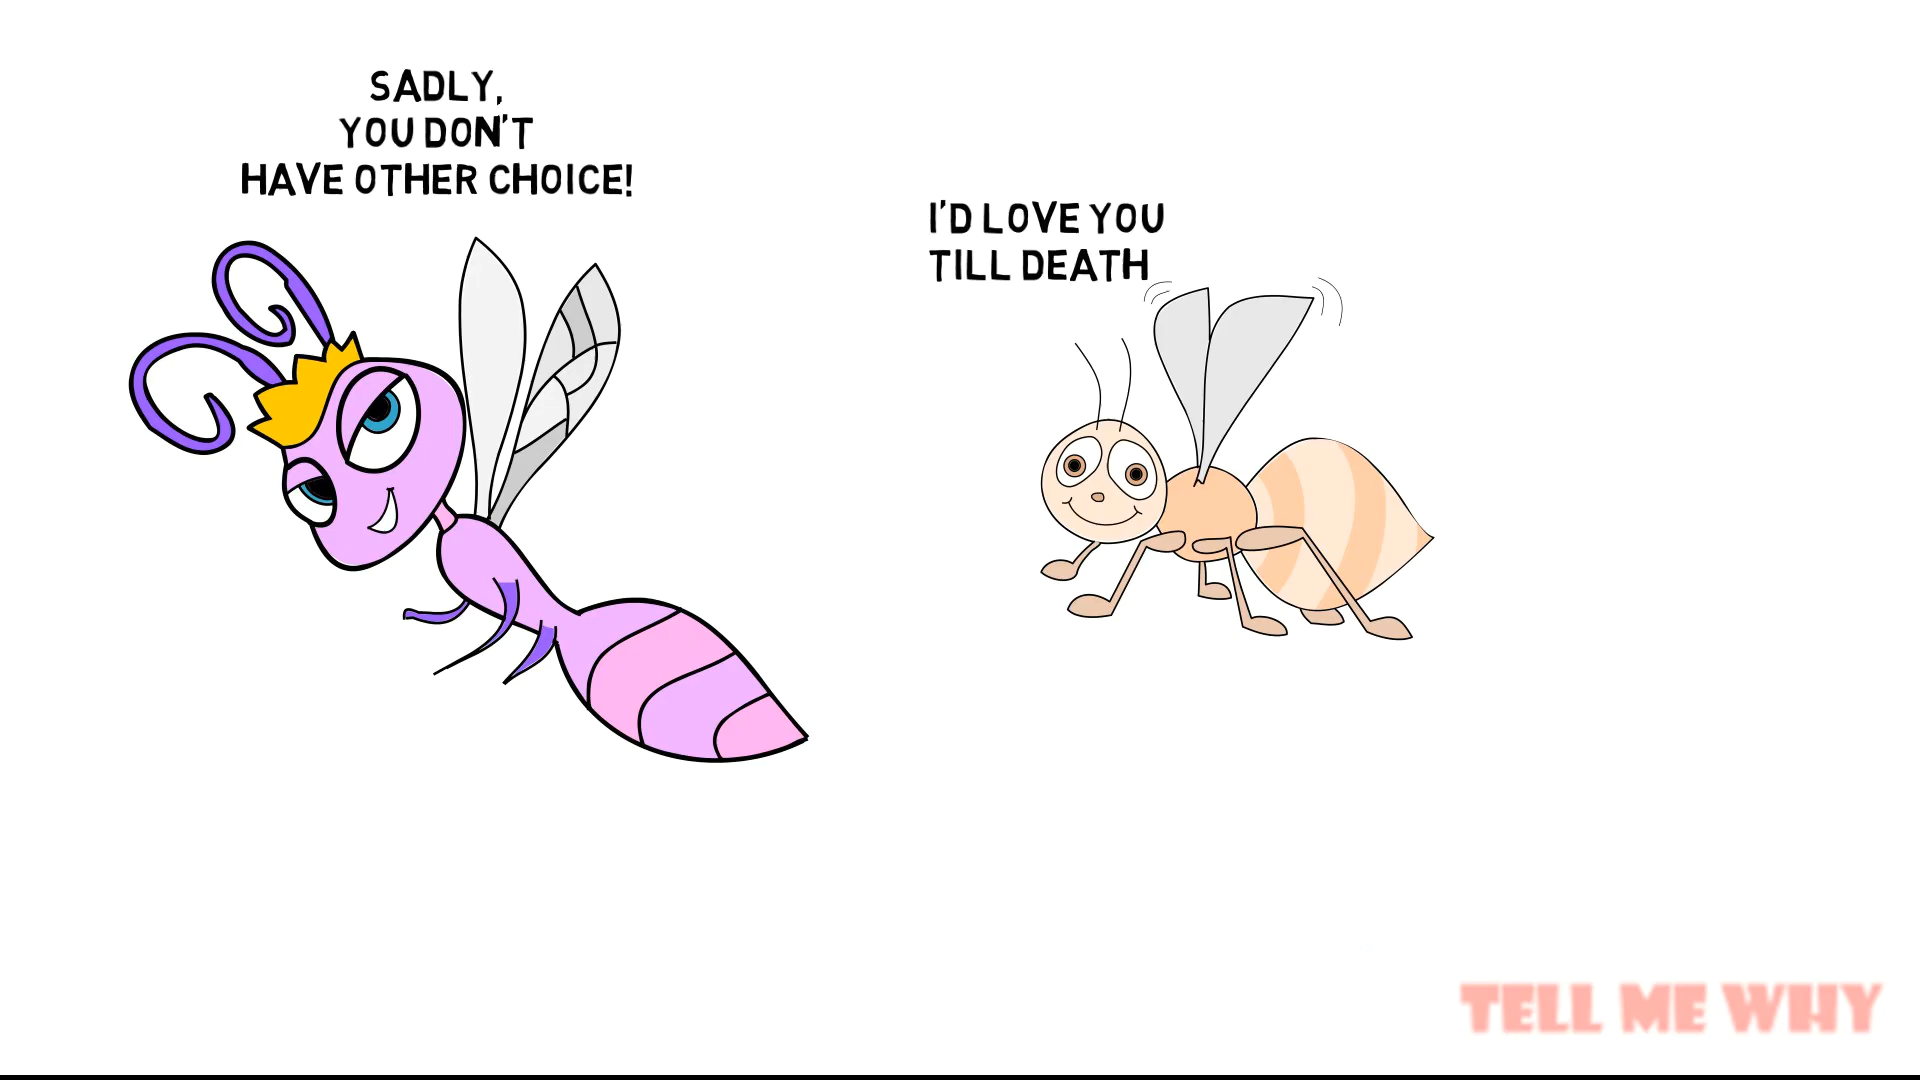 SADLY,
YOU DON'T
HAVE OTHER CHOICE!
I'D LOVE YOU
TILL DEATH
TELL ME WHY